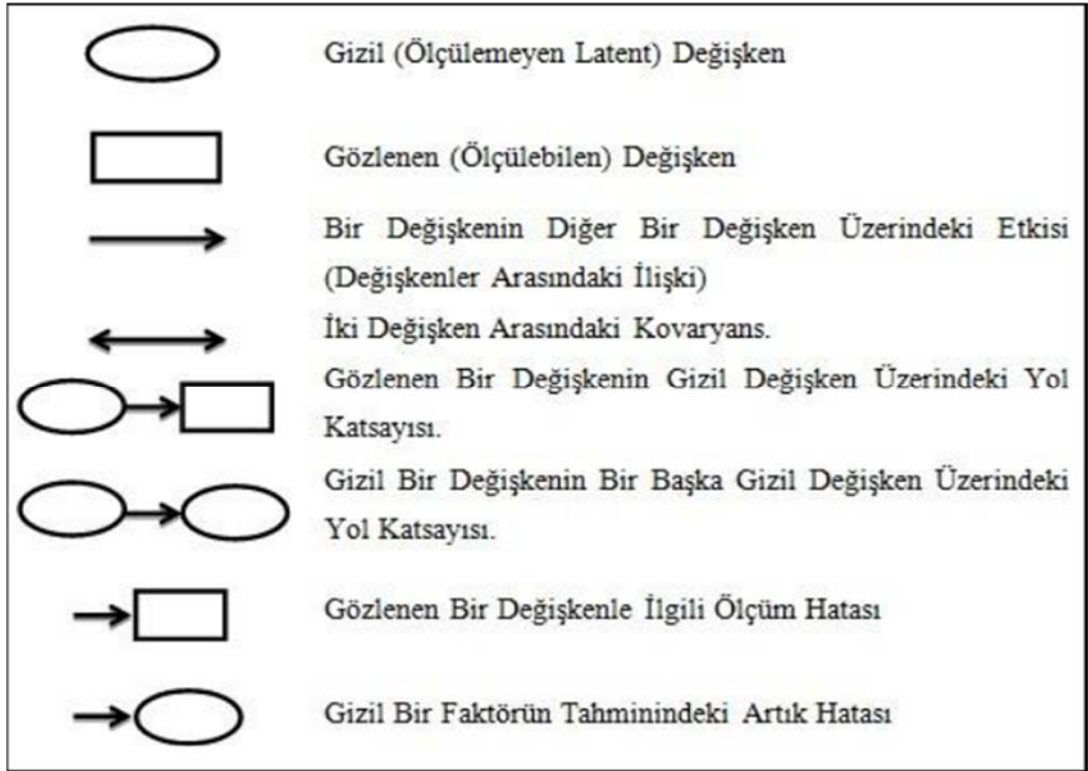 Gizil (Ölçülemeyen Latent) Değişken
Gözlenen (Ölçülebilen) Değişken
Bir Değişkenin Diğer Bir Değişken Üzerindeki Etkisi
(Değişkenler Arasındaki İlişki)
İki Değişken Arasındaki Kovaryans.
Gözlenen Bir Değişkenin Gizil Değişken Üzerindeki Yol
Katsayısı.
Gizil Bir Değişkenin Bir Başka Gizil Değişken Üzerindeki
Yol Katsayısı.
Gözlenen Bir Değişkenle İlgili Ölçüm Hatası
Gizil Bir Faktörün Tahminindeki Artık Hatası